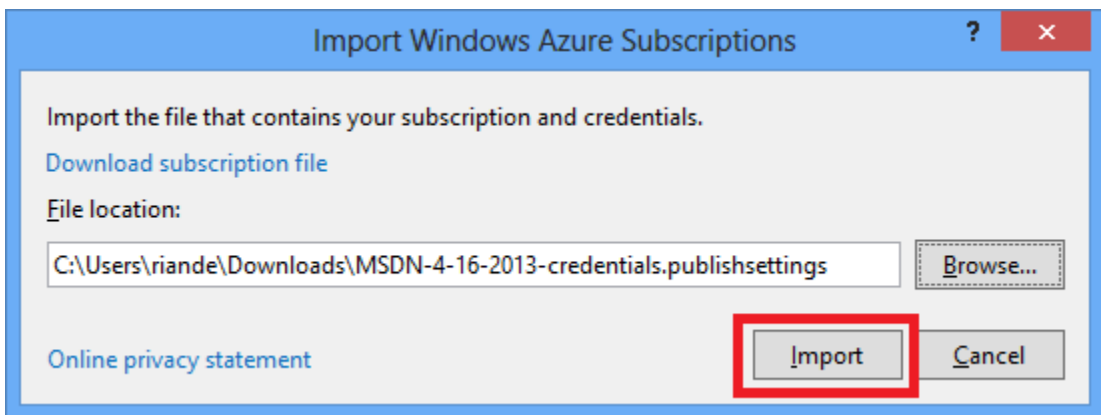 Import Windows Azure Subscriptions ? ×
Import the file that contains your subscription and credentials.
Download subscription file
File location:
C:\Users\riande\Downloads\MSDN-4-16-2013-credentials.publishsettings Browse...
Online privacy statement Import Cancel